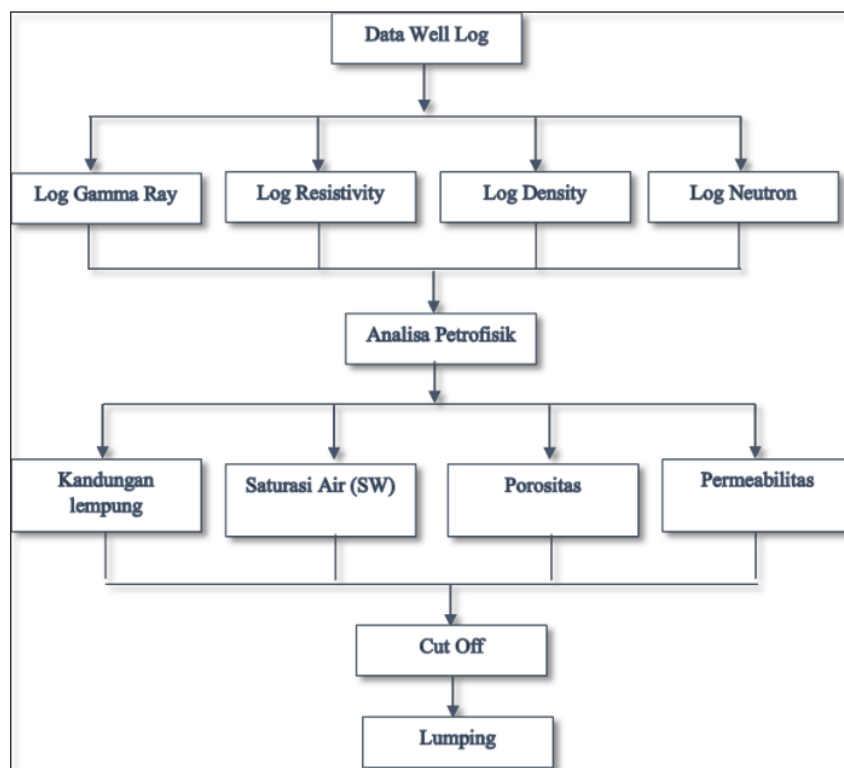 Data Well Log
Log Gamma Ray
Log Resistivity
Log Density
Log Neutron
Analisa Petrofisik
Kandungan
lempung
Saturasi Air (SW)
Porositas
Permeabilitas
Cut Off
Lumping